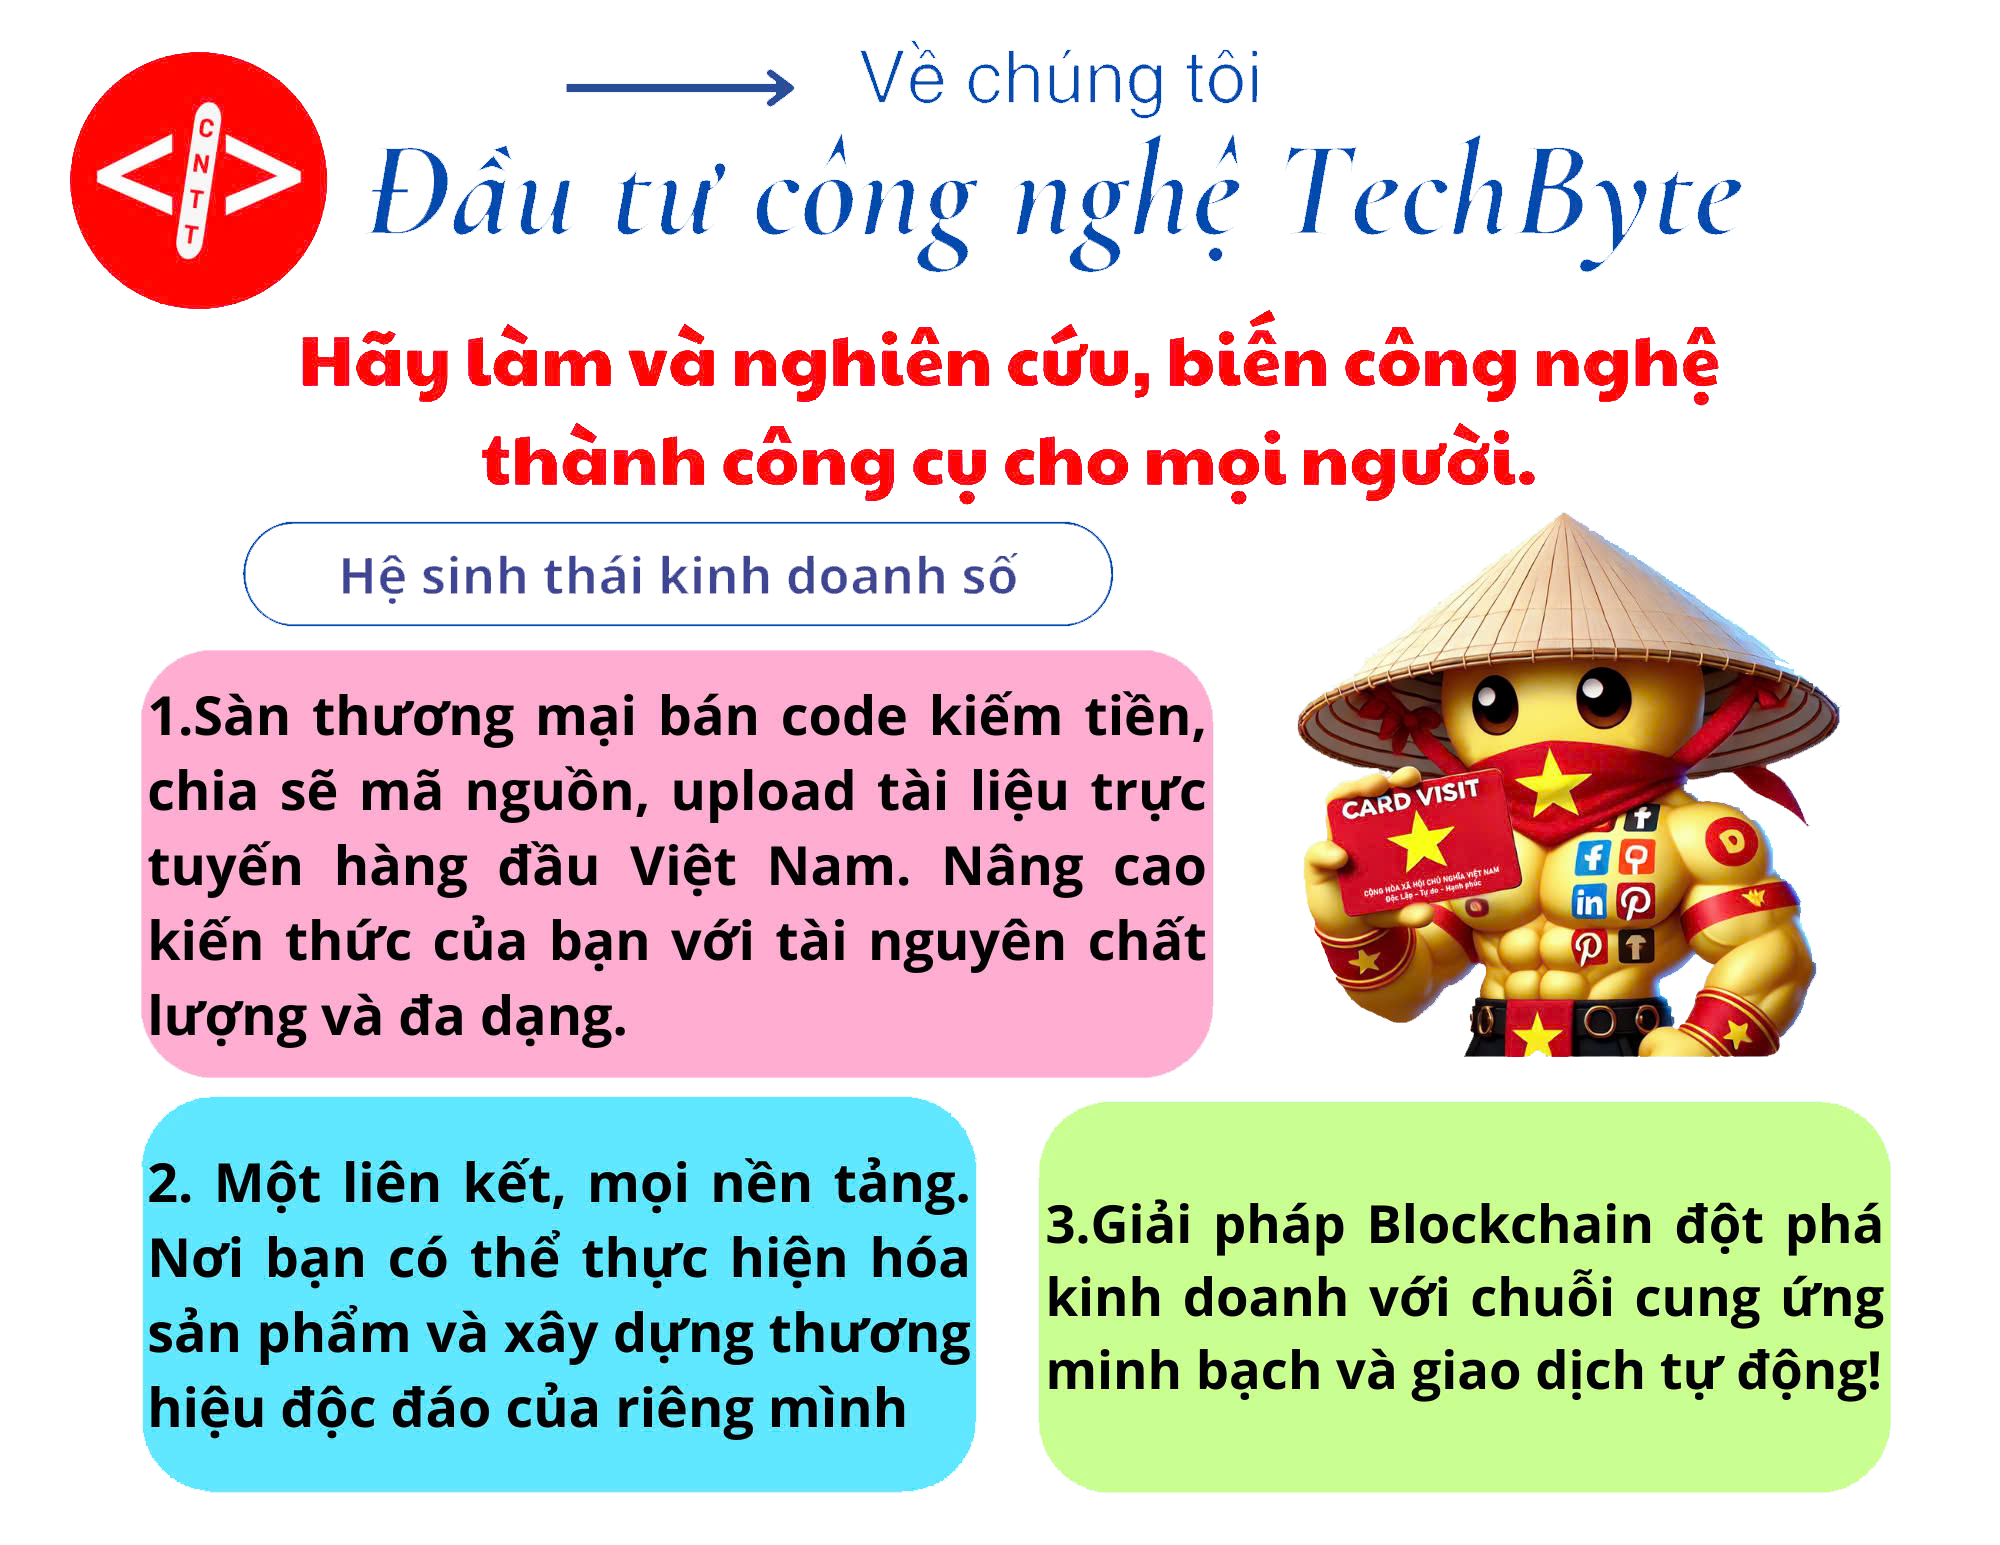 CNTT
Về chúng tôi
Đầu tư công nghệ TechByte
Hãy làm và nghiên cứu, biến công nghệ
thành công cụ cho mọi người.
Hệ sinh thái kinh doanh số
1.Sàn thương mại bán code kiếm tiền,
chia sẽ mã nguồn, upload tài liệu trực
tuyến hàng đầu Việt Nam. Nâng cao
kiến thức của bạn với tài nguyên chất
lượng và đa dạng.
CARD VISIT
CỘNG HÒA XÃ HỘI CHỦ NGHĨA VIỆT NAM
Độc Lập - Tự do - Hạnh phúc
D
in
2. Một liên kết, mọi nền tảng.
Nơi bạn có thể thực hiện hóa
sản phẩm và xây dựng thương
hiệu độc đáo của riêng mình
3.Giải pháp Blockchain đột phá
kinh doanh với chuỗi cung ứng
minh bạch và giao dịch tự động!